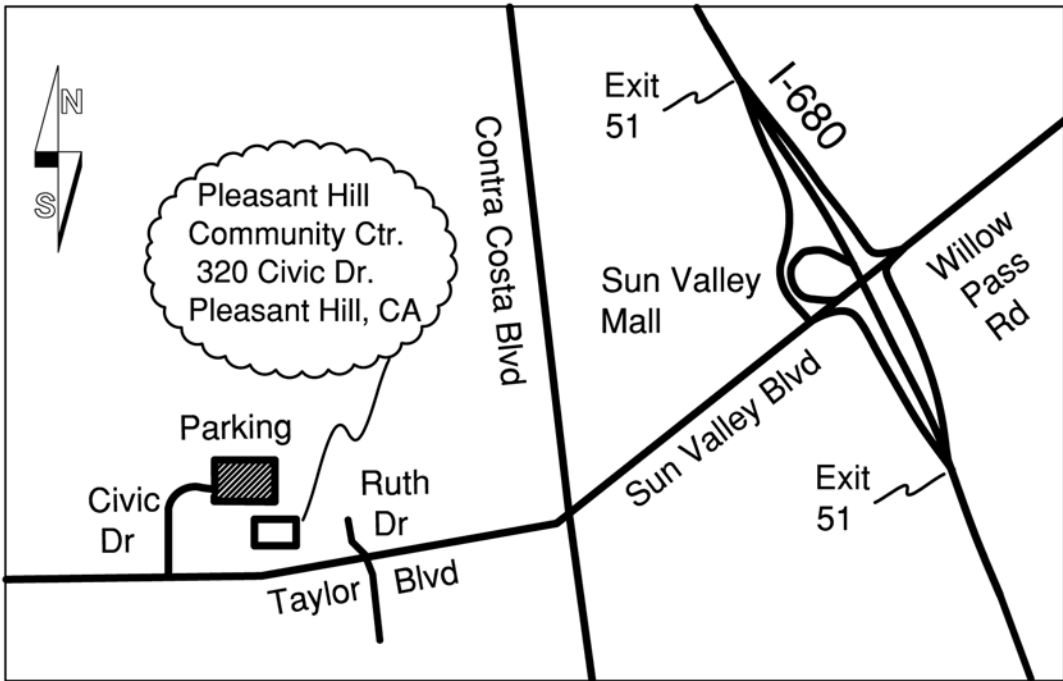 N
S
Pleasant Hill
Community Ctr.
320 Civic Dr.
Pleasant Hill, CA
Parking
Civic
Dr
Ruth
Dr
Taylor Blvd
Contra Costa Blvd
Exit
51
I-680
Sun Valley
Mall
Willow
Pass
Rd
Sun Valley Blvd
Exit
51